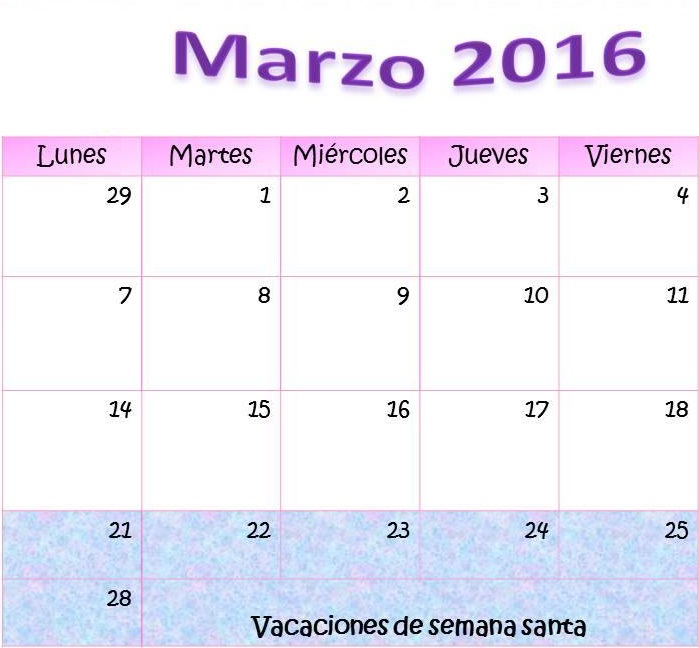 Marzo 2016
Lunes Martes Miércoles Jueves Viernes
29 1 2 3 4
7 8 9 10 11
14 15 16 17 18
21 22 23 24 25
28
Vacaciones de semana santa